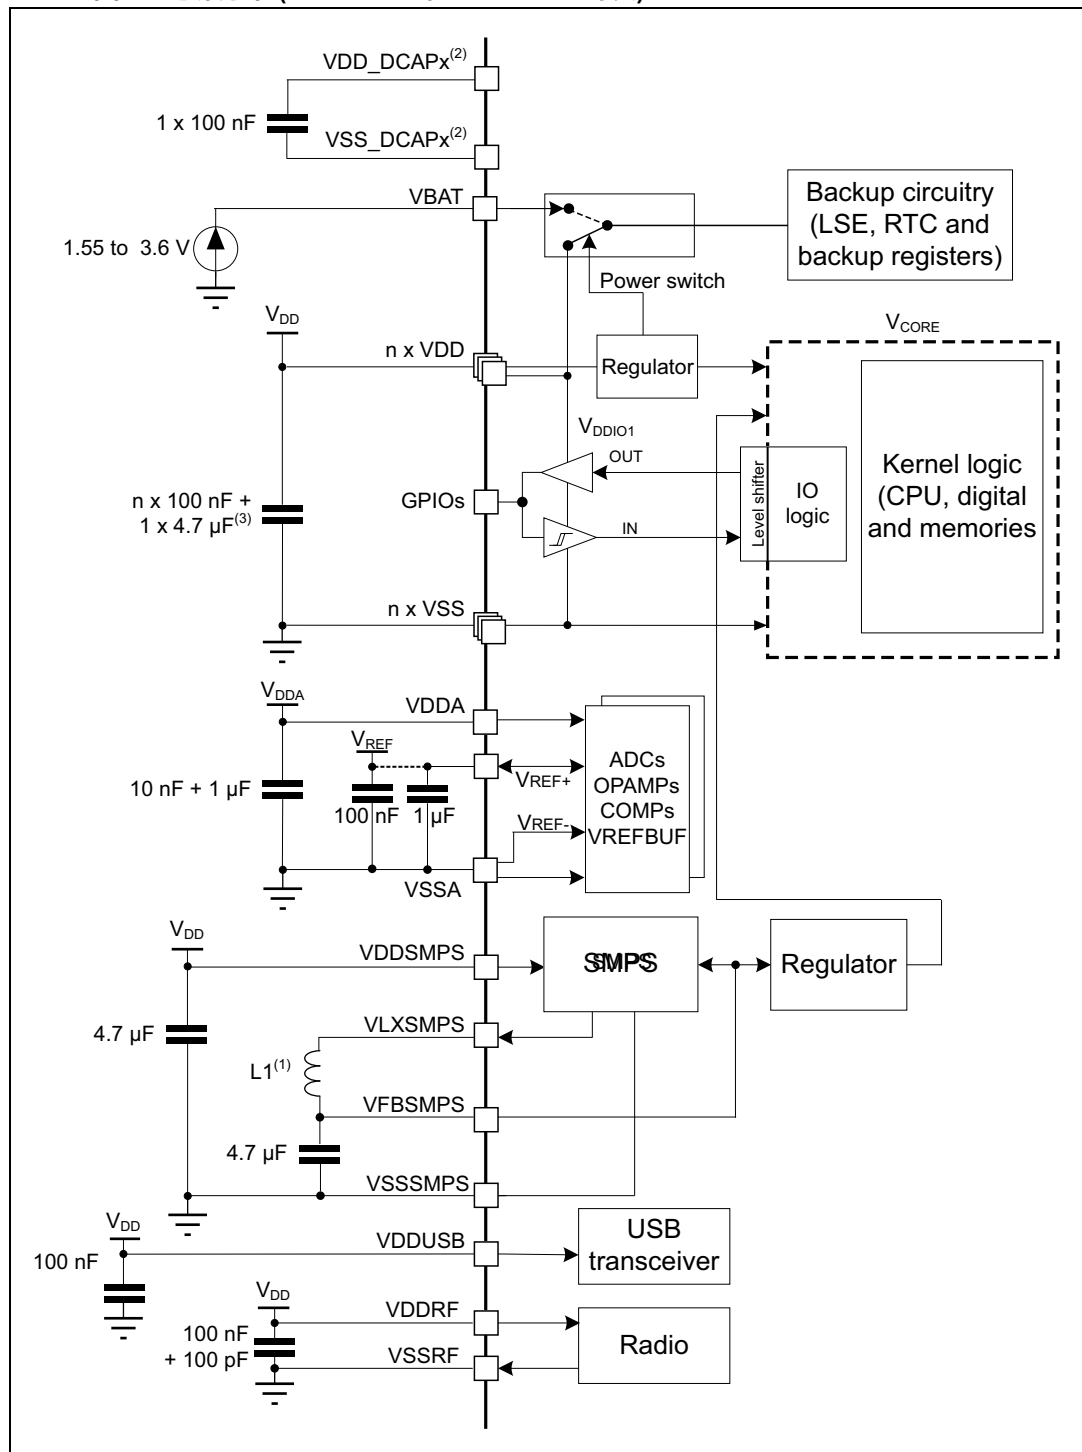 VDD_DCAPx(2)
1 x 100 nF
VSS_DCAPx(2)
VBAT
Backup circuitry
(LSE, RTC and
backup registers)
1.55 to 3.6 V
Power switch
VDD
VCORE
n x VDD
Regulator
VDDIO1
OUT
GPIOs
n x 100 nF +
1 x 4.7 µF(3)
Level shifter
IO
logic
Kernel logic
(CPU, digital
and memories
IN
n x VSS
VDDA
VDDA
VREF
ADCs
OPAMPs
COMPs
VREFBUF
VREF+
10 nF + 1 µF
100 nF
1 µF
VREF-
VSSA
VDD
VDDSMPS
SMPS
SMPS
Regulator
4.7 µF
VLXSMPS
L1(1)
VFBSMPS
4.7 µF
VSSSMPS
VDD
100 nF
VDDUSB
USB
transceiver
VDD
VDDRF
100 nF
+ 100 pF
VSSRF
Radio